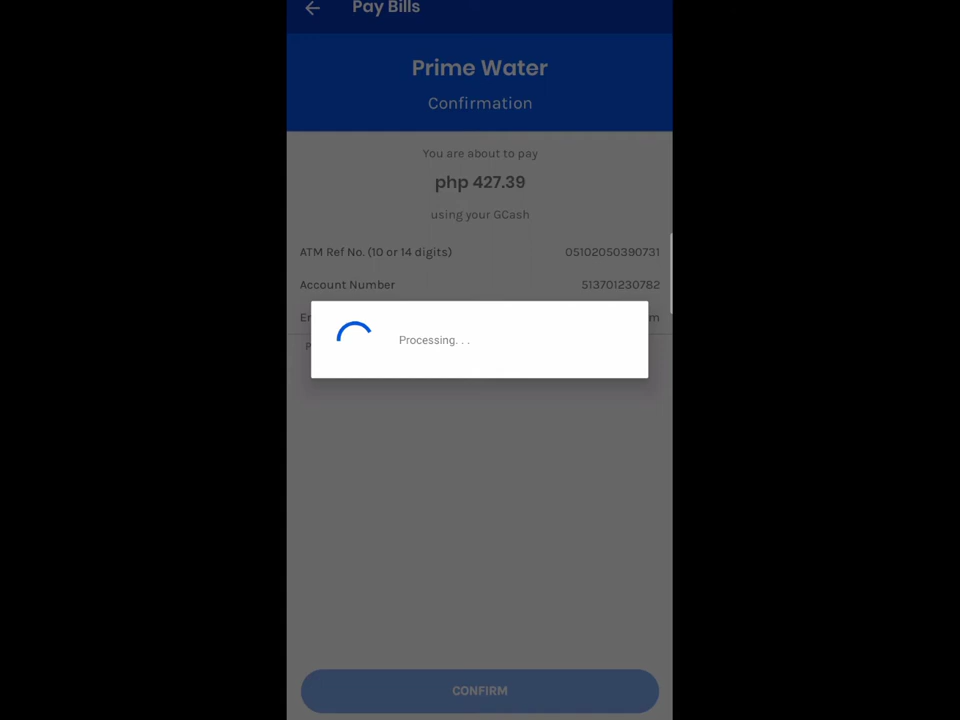 Pay Bills
Prime Water
Confirmation
You are about to pay
php 427.39
using your GCash
ATM Ref No. (10 or 14 digits) 05102050390731
Account Number 513701230782
Processing. . .
CONFIRM